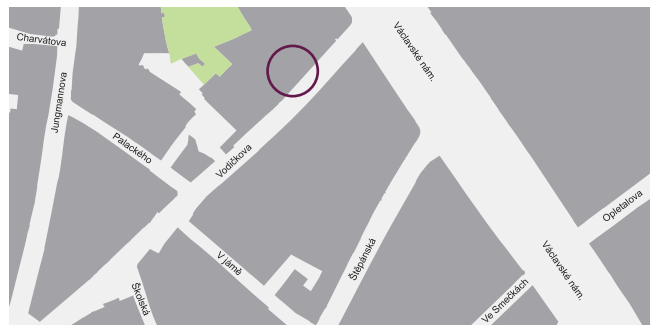 Charvátova
Václavské nám.
Jungmannova
Palackého
Vodičkova
Opletalova
V jámě
Štěpánská
Václavské nám.
Školská
Ve Smečkách